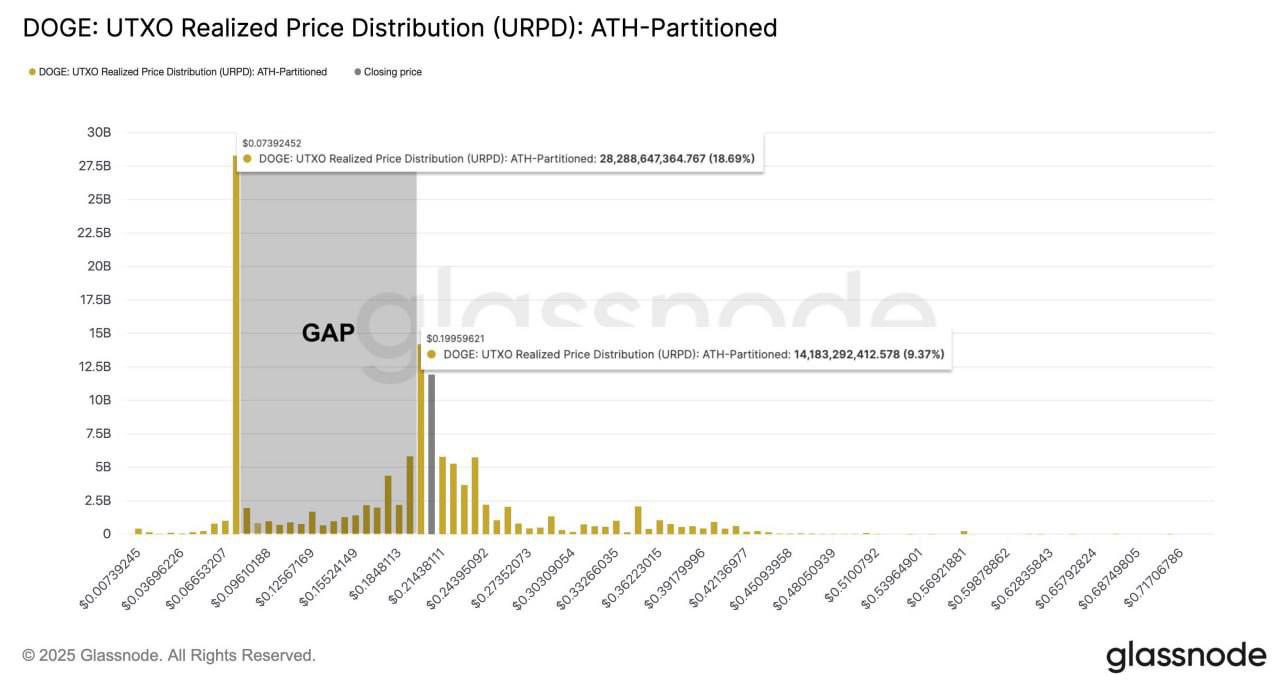 DOGE: UTXO Realized Price Distribution (URPD): ATH-Partitioned
DOGE: UTXO Realized Price Distribution (URPD): ATH-Partitioned
Closing price
30B
27.5B
25B
22.5B
20B
17.5B
15B
12.5B
10B
7.5B
5B
2.5B
0
$0.07392452
DOGE: UTXO Realized Price Distribution (URPD): ATH-Partitioned: 28,288,647,364.767 (18.69%)
glassnode
GAP
$0.19959621
DOGE: UTXO Realized Price Distribution (URPD): ATH-Partitioned: 14,183,292,412.578 (9.37%)
$0.00739245
$0.03696226
$0.06653207
$0.09610188
$0.12567169
$0.15524149
$0.1848113
$0.21438111
$0.24395092
$0.27352073
$0.30309054
$0.33266035
$0.36223015
$0.39179996
$0.42136977
$0.45093958
$0.48050939
$0.5100792
$0.53964901
$0.56921881
$0.59878862
$0.62835843
$0.65792824
$0.68749805
$0.71706786
© 2025 Glassnode. All Rights Reserved.
glassnode